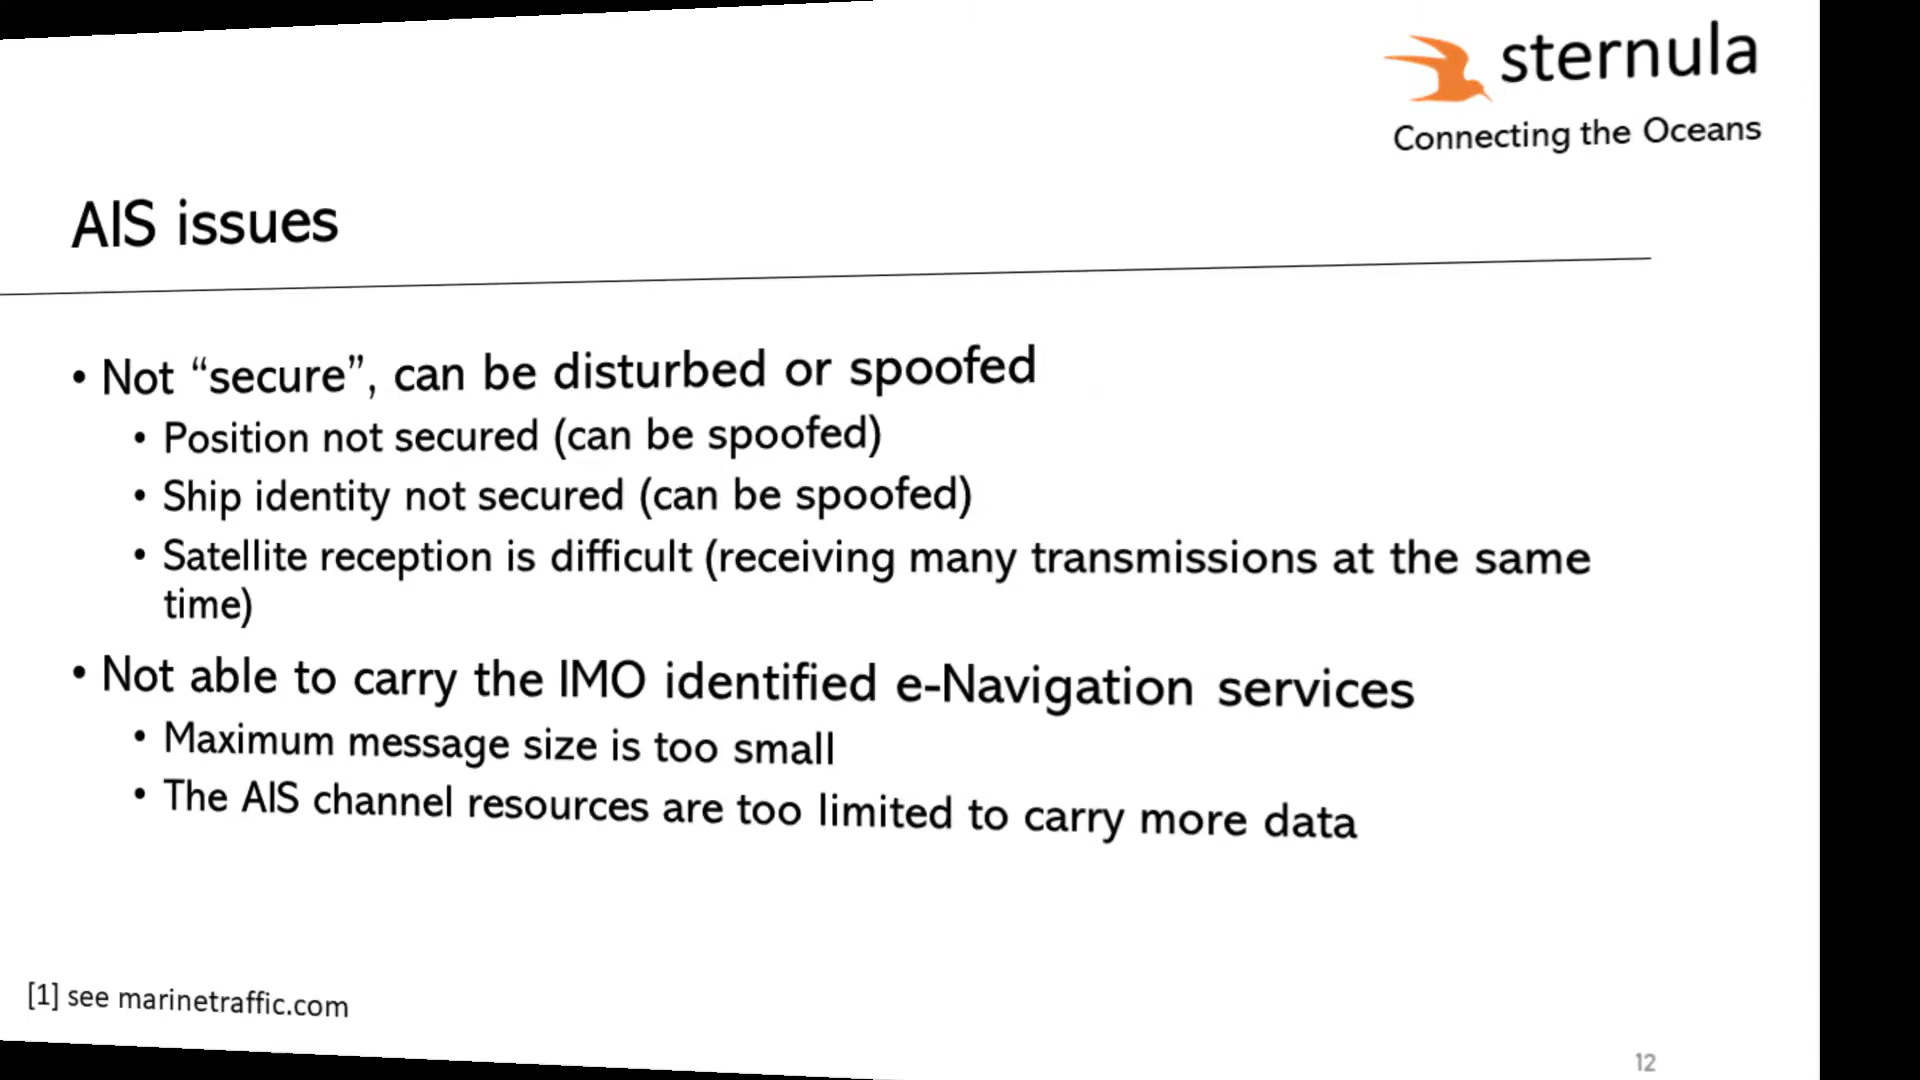 sternula
Connecting the Oceans
AIS issues
• Not “secure”, can be disturbed or spoofed
• Position not secured (can be spoofed)
• Ship identity not secured (can be spoofed)
• Satellite reception is difficult (receiving many transmissions at the same
time)
• Not able to carry the IMO identified e-Navigation services
• Maximum message size is too small
• The AIS channel resources are too limited to carry more data
[1] see marinetraffic.com
12